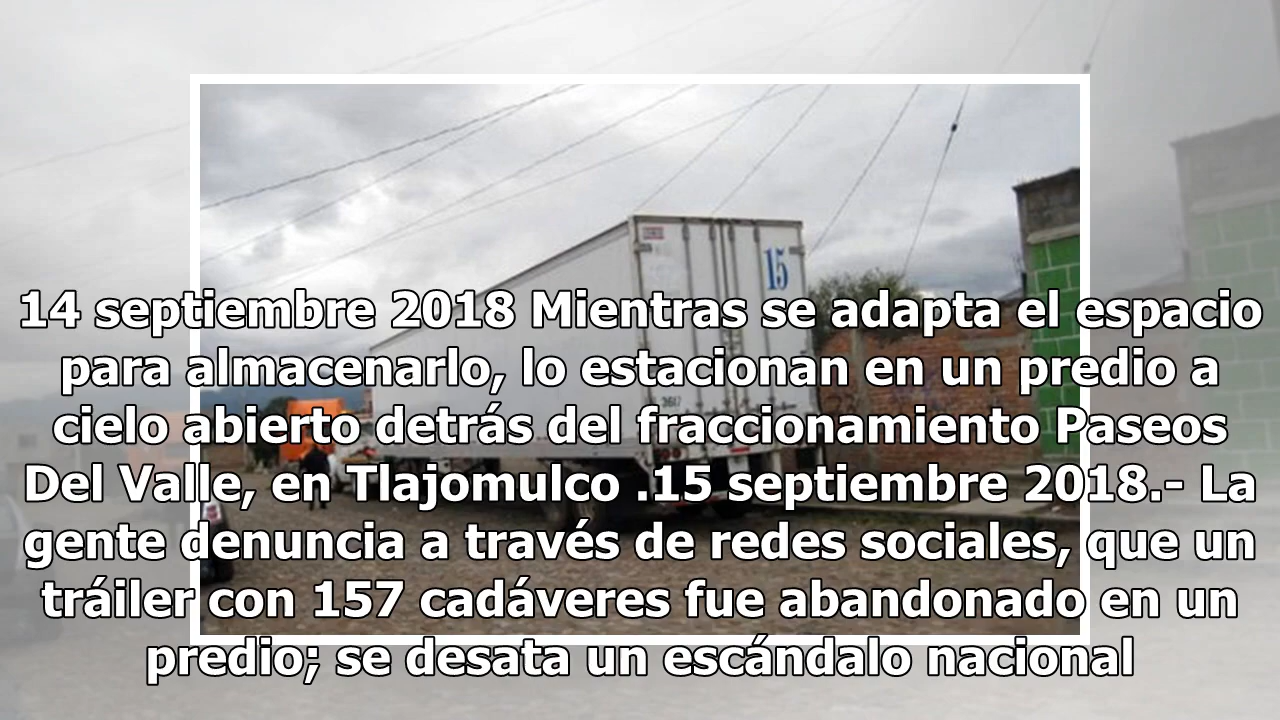 15
3617
14 septiembre 2018 Mientras se adapta el espacio
para almacenarlo, lo estacionan en un predio a
cielo abierto detrás del fraccionamiento Paseos
Del Valle, en Tlajomulco .15 septiembre 2018.- La
gente denuncia a través de redes sociales, que un
tráiler con 157 cadáveres fue abandonado en un
predio; se desata un escándalo nacional